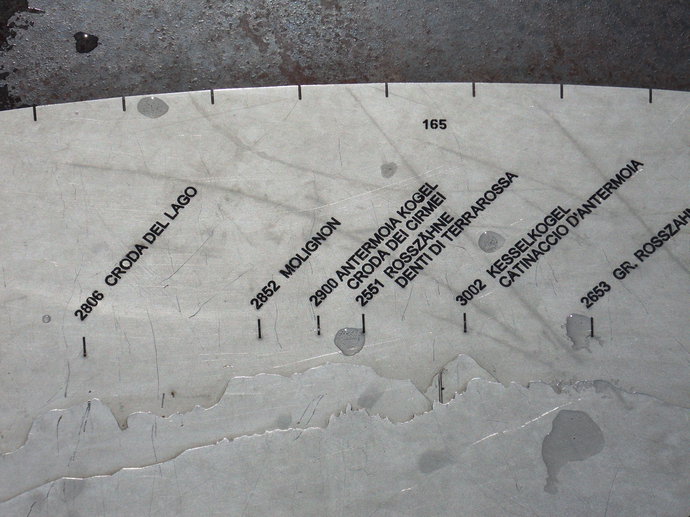 165
2806 CRODA DEL LAGO
2852 MOLIGNON
2900 ANTERMOIA KOGEL
CRODA DEI CIRMEI
2551 ROSSZÄHNE
DENTI DI TERRAROSSA
3002 KESSELKOGEL
CATINACCIO D'ANTERMOIA
2653 GR. ROSSZAH